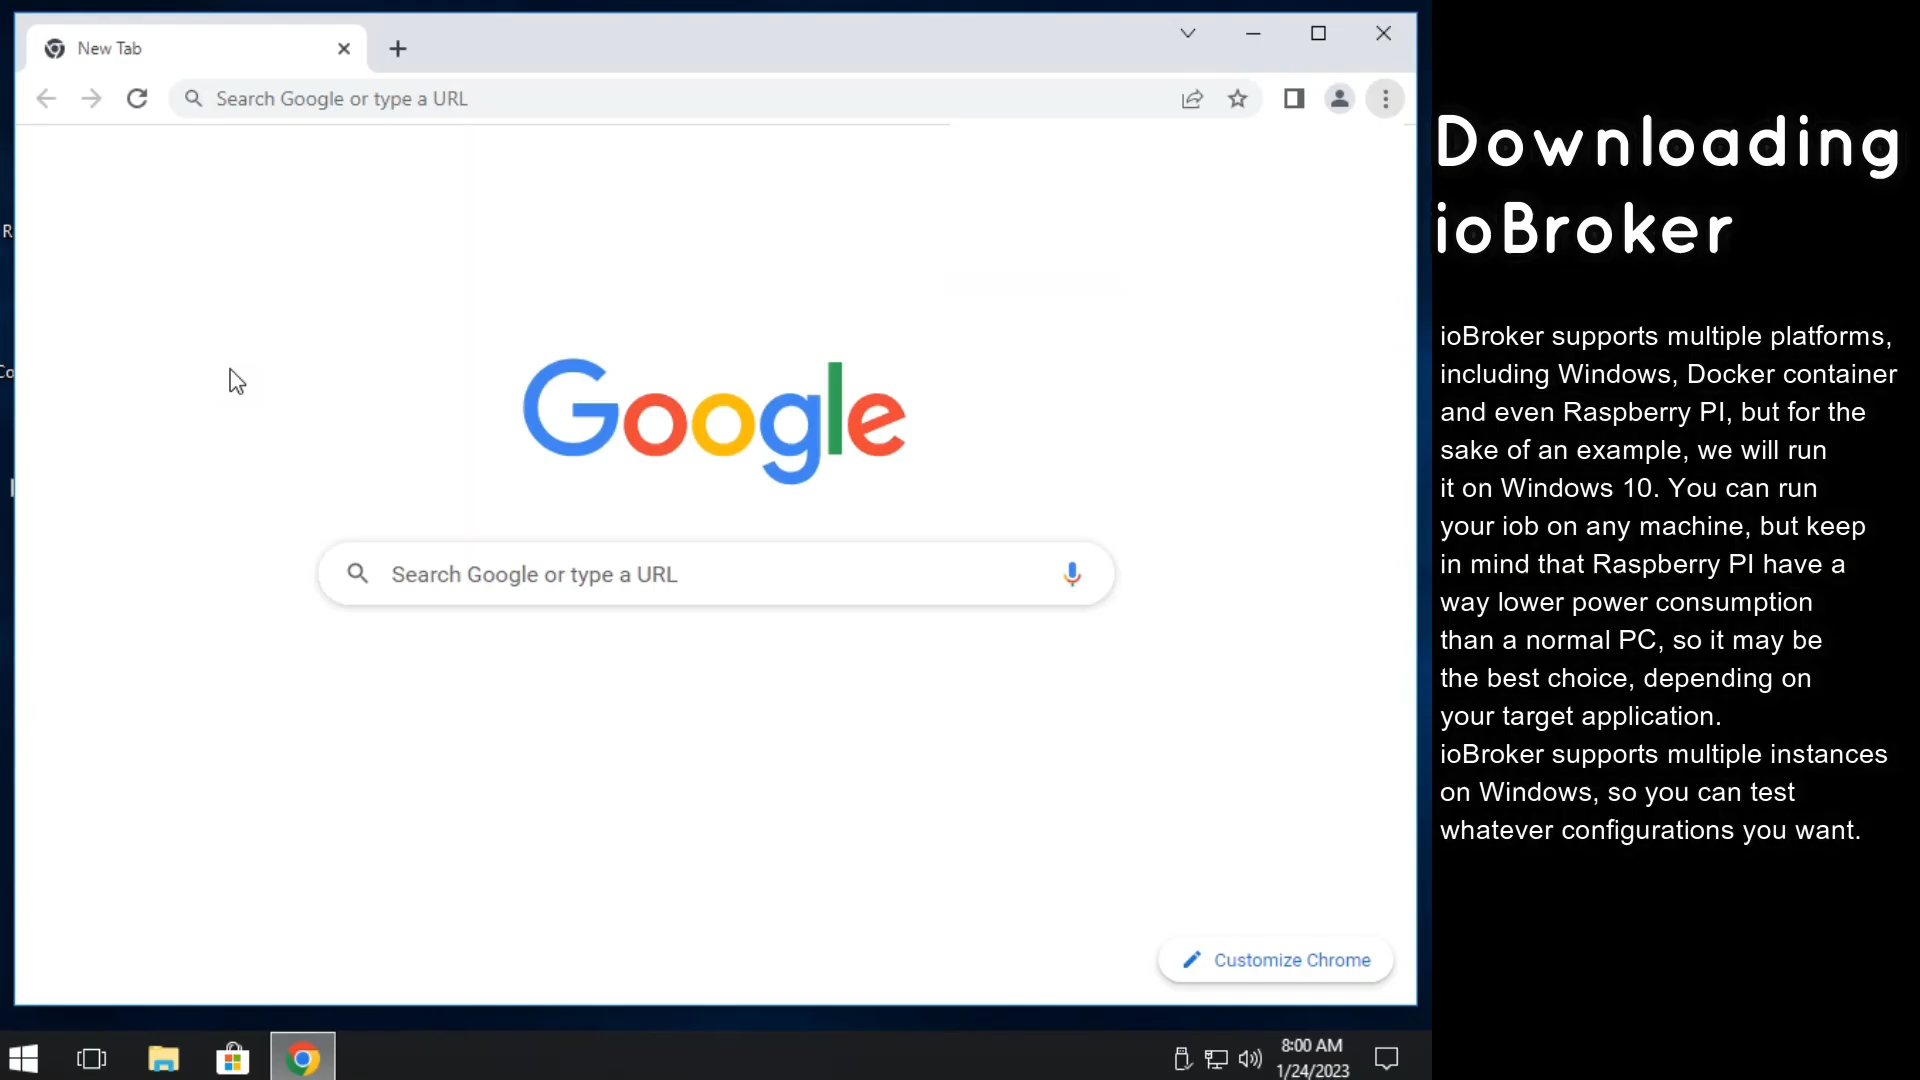 New Tab
Search Google or type a URL
R
Co
Google
Search Google or type a URL
Customize Chrome
8:00 AM
1/24/2023
Downloading
ioBroker
ioBroker supports multiple platforms,
including Windows, Docker container
and even Raspberry PI, but for the
sake of an example, we will run
it on Windows 10. You can run
your iob on any machine, but keep
in mind that Raspberry PI have a
way lower power consumption
than a normal PC, so it may be
the best choice, depending on
your target application.
ioBroker supports multiple instances
on Windows, so you can test
whatever configurations you want.